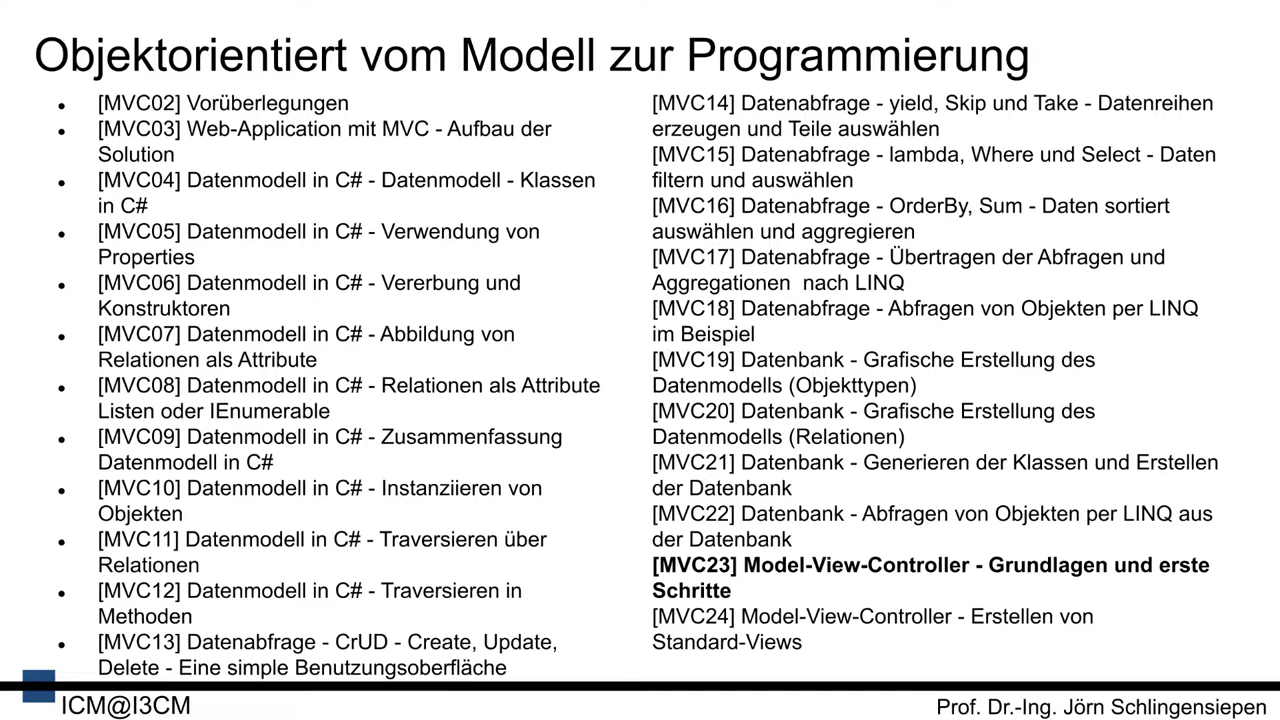 Objektorientiert vom Modell zur Programmierung
[MVC02] Vorüberlegungen
[MVC03] Web-Application mit MVC - Aufbau der
Solution
[MVC04] Datenmodell in C# - Datenmodell - Klassen
in C#
[MVC05] Datenmodell in C# - Verwendung von
Properties
[MVC06] Datenmodell in C# - Vererbung und
Konstruktoren
[MVC07] Datenmodell in C# - Abbildung von
Relationen als Attribute
[MVC08] Datenmodell in C# - Relationen als Attribute
Listen oder IEnumerable
[MVC09] Datenmodell in C# - Zusammenfassung
Datenmodell in C#
[MVC10] Datenmodell in C# - Instanziieren von
Objekten
[MVC11] Datenmodell in C# - Traversieren über
Relationen
[MVC12] Datenmodell in C# - Traversieren in
Methoden
[MVC13] Datenabfrage - CrUD - Create, Update,
Delete - Eine simple Benutzungsoberfläche
[MVC14] Datenabfrage - yield, Skip und Take - Datenreihen
erzeugen und Teile auswählen
[MVC15] Datenabfrage - lambda, Where und Select - Daten
filtern und auswählen
[MVC16] Datenabfrage - OrderBy, Sum - Daten sortiert
auswählen und aggregieren
[MVC17] Datenabfrage - Übertragen der Abfragen und
Aggregationen  nach LINQ
[MVC18] Datenabfrage - Abfragen von Objekten per LINQ
im Beispiel
[MVC19] Datenbank - Grafische Erstellung des
Datenmodells (Objekttypen)
[MVC20] Datenbank - Grafische Erstellung des
Datenmodells (Relationen)
[MVC21] Datenbank - Generieren der Klassen und Erstellen
der Datenbank
[MVC22] Datenbank - Abfragen von Objekten per LINQ aus
der Datenbank
[MVC23] Model-View-Controller - Grundlagen und erste
Schritte
[MVC24] Model-View-Controller - Erstellen von
Standard-Views
ICM@I3CM
Prof. Dr.-Ing. Jörn Schlingensiepen